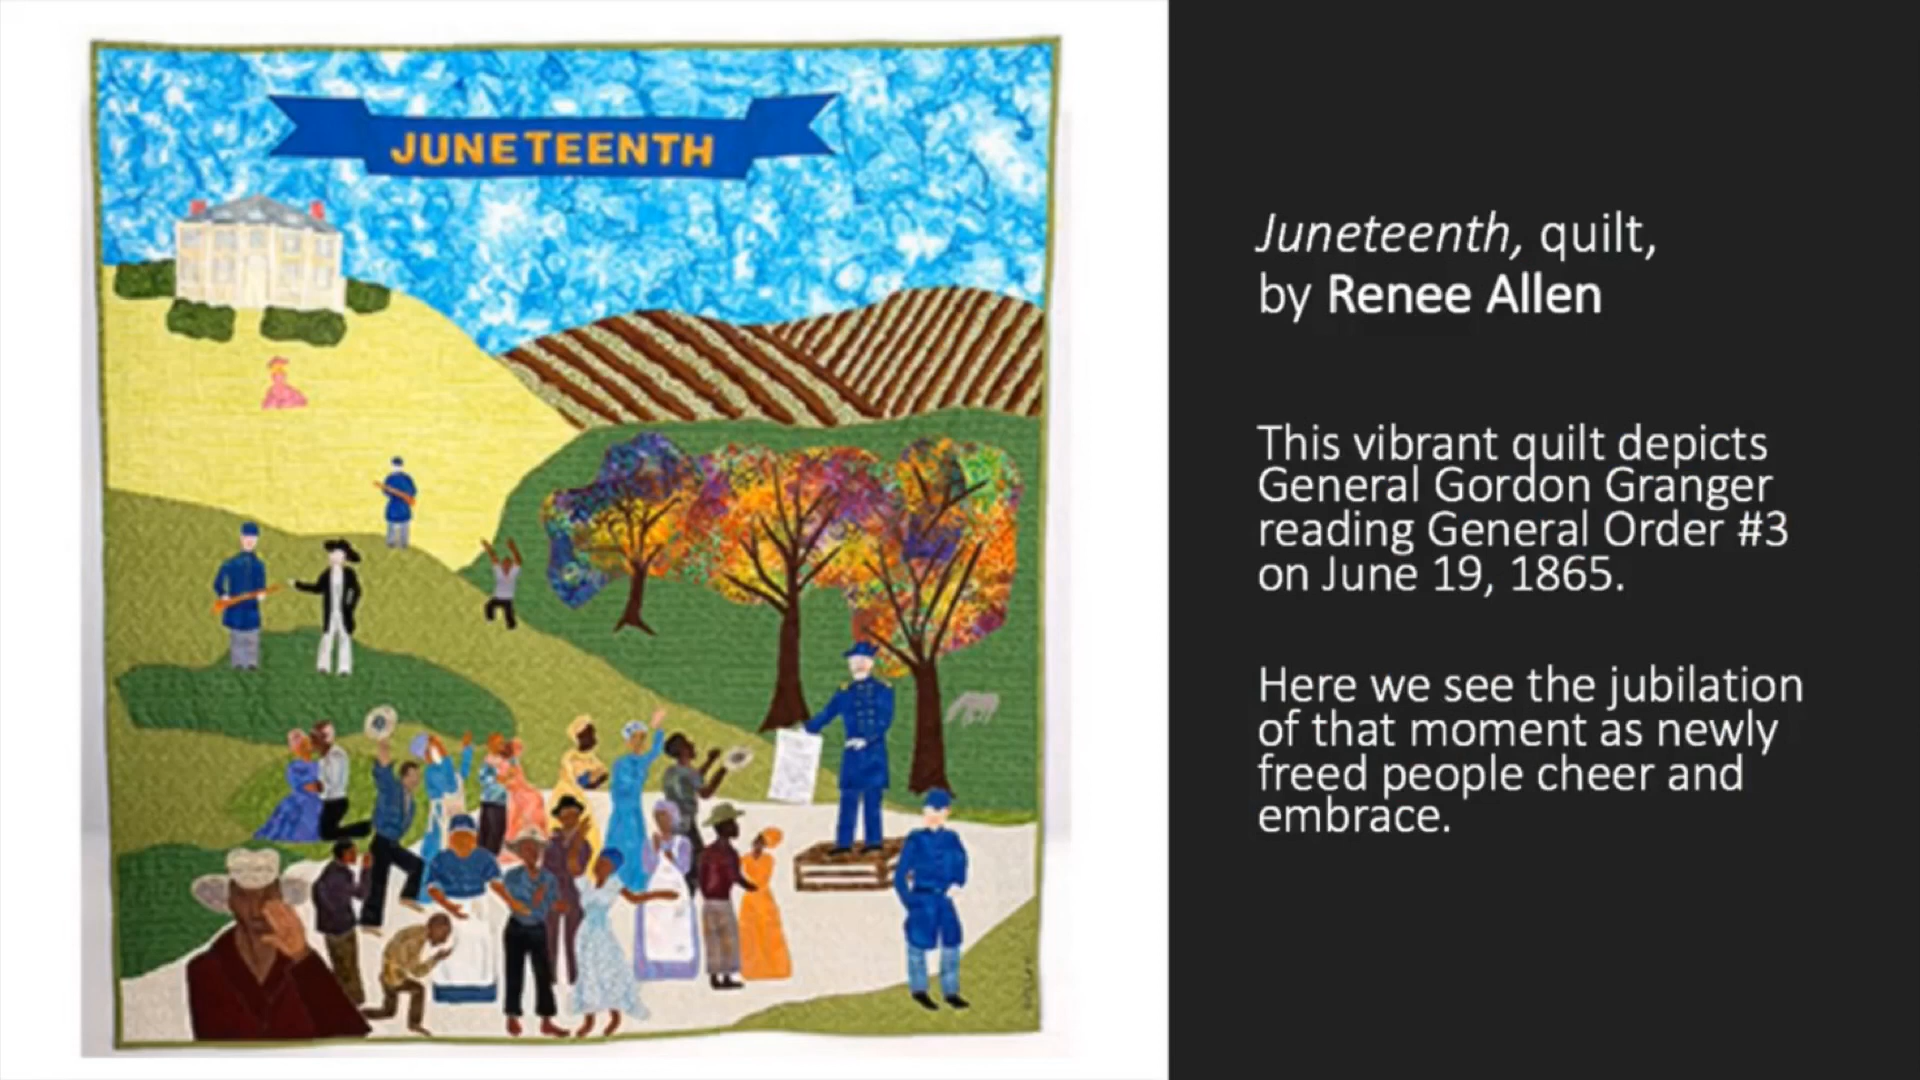 JUNETEENTH
Juneteenth, quilt,
by Renee Allen
This vibrant quilt depicts
General Gordon Granger
reading General Order #3
on June 19, 1865.
Here we see the jubilation
of that moment as newly
freed people cheer and
embrace.